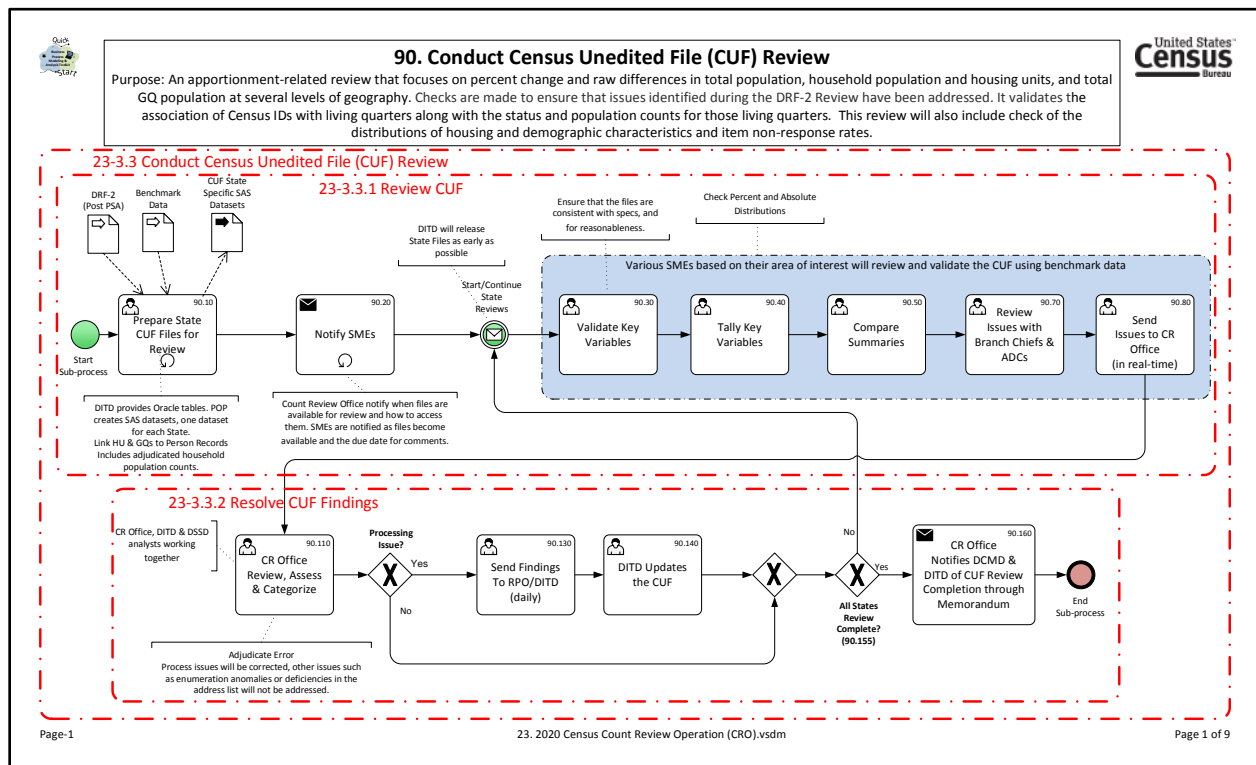 Quick
Business
Process
Modeling &
Analysis Toolkit
Start
90. Conduct Census Unedited File (CUF) Review
Purpose: An apportionment-related review that focuses on percent change and raw differences in total population, household population and housing units, and total
GQ population at several levels of geography. Checks are made to ensure that issues identified during the DRF-2 Review have been addressed. It validates the
association of Census IDs with living quarters along with the status and population counts for those living quarters. This review will also include check of the
distributions of housing and demographic characteristics and item non-response rates.
United States™
Census
Bureau
23-3.3 Conduct Census Unedited File (CUF) Review
23-3.3.1 Review CUF
DRF-2
(Post PSA)
Benchmark
Data
CUF State
Specific SAS
Datasets
DITD will release
State Files as early as
possible
Ensure that the files are
consistent with specs, and
for reasonableness.
Check Percent and Absolute
Distributions
Various SMEs based on their area of interest will review and validate the CUF using benchmark data
Start
Sub-process
90.10
Prepare State
CUF Files for
Review
90.20
Notify SMEs
Start/Continue
State
Reviews
90.30
Validate Key
Variables
90.40
Tally Key
Variables
90.50
Compare
Summaries
90.70
Review
Issues with
Branch Chiefs &
ADCs
90.80
Send
Issues to CR
Office
(in real-time)
DITD provides Oracle tables. POP
creates SAS datasets, one dataset
for each State.
Link HU & GQs to Person Records
Includes adjudicated household
population counts.
Count Review Office notify when files are
available for review and how to access
them. SMEs are notified as files become
available and the due date for comments.
23-3.3.2 Resolve CUF Findings
CR Office, DITD & DSSD
analysts working
together
90.110
CR Office
Review, Assess
& Categorize
Processing
Issue?
Yes
No
90.130
Send Findings
To RPO/DITD
(daily)
90.140
DITD Updates
the CUF
No
Yes
All States
Review
Complete?
(90.155)
90.160
CR Office
Notifies DCMD &
DITD of CUF Review
Completion through
Memorandum
End
Sub-process
Adjudicate Error
Process issues will be corrected, other issues such
as enumeration anomalies or deficiencies in the
address list will not be addressed.
Page-1
23. 2020 Census Count Review Operation (CRO).vsdm
Page 1 of 9